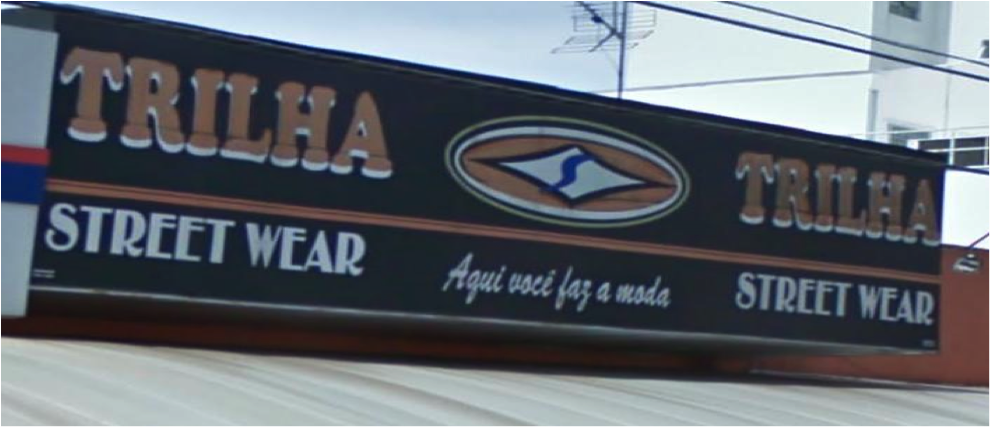 TRILHA
STREET WEAR
Aqui você faz a moda
TRILHA
STREET WEAR